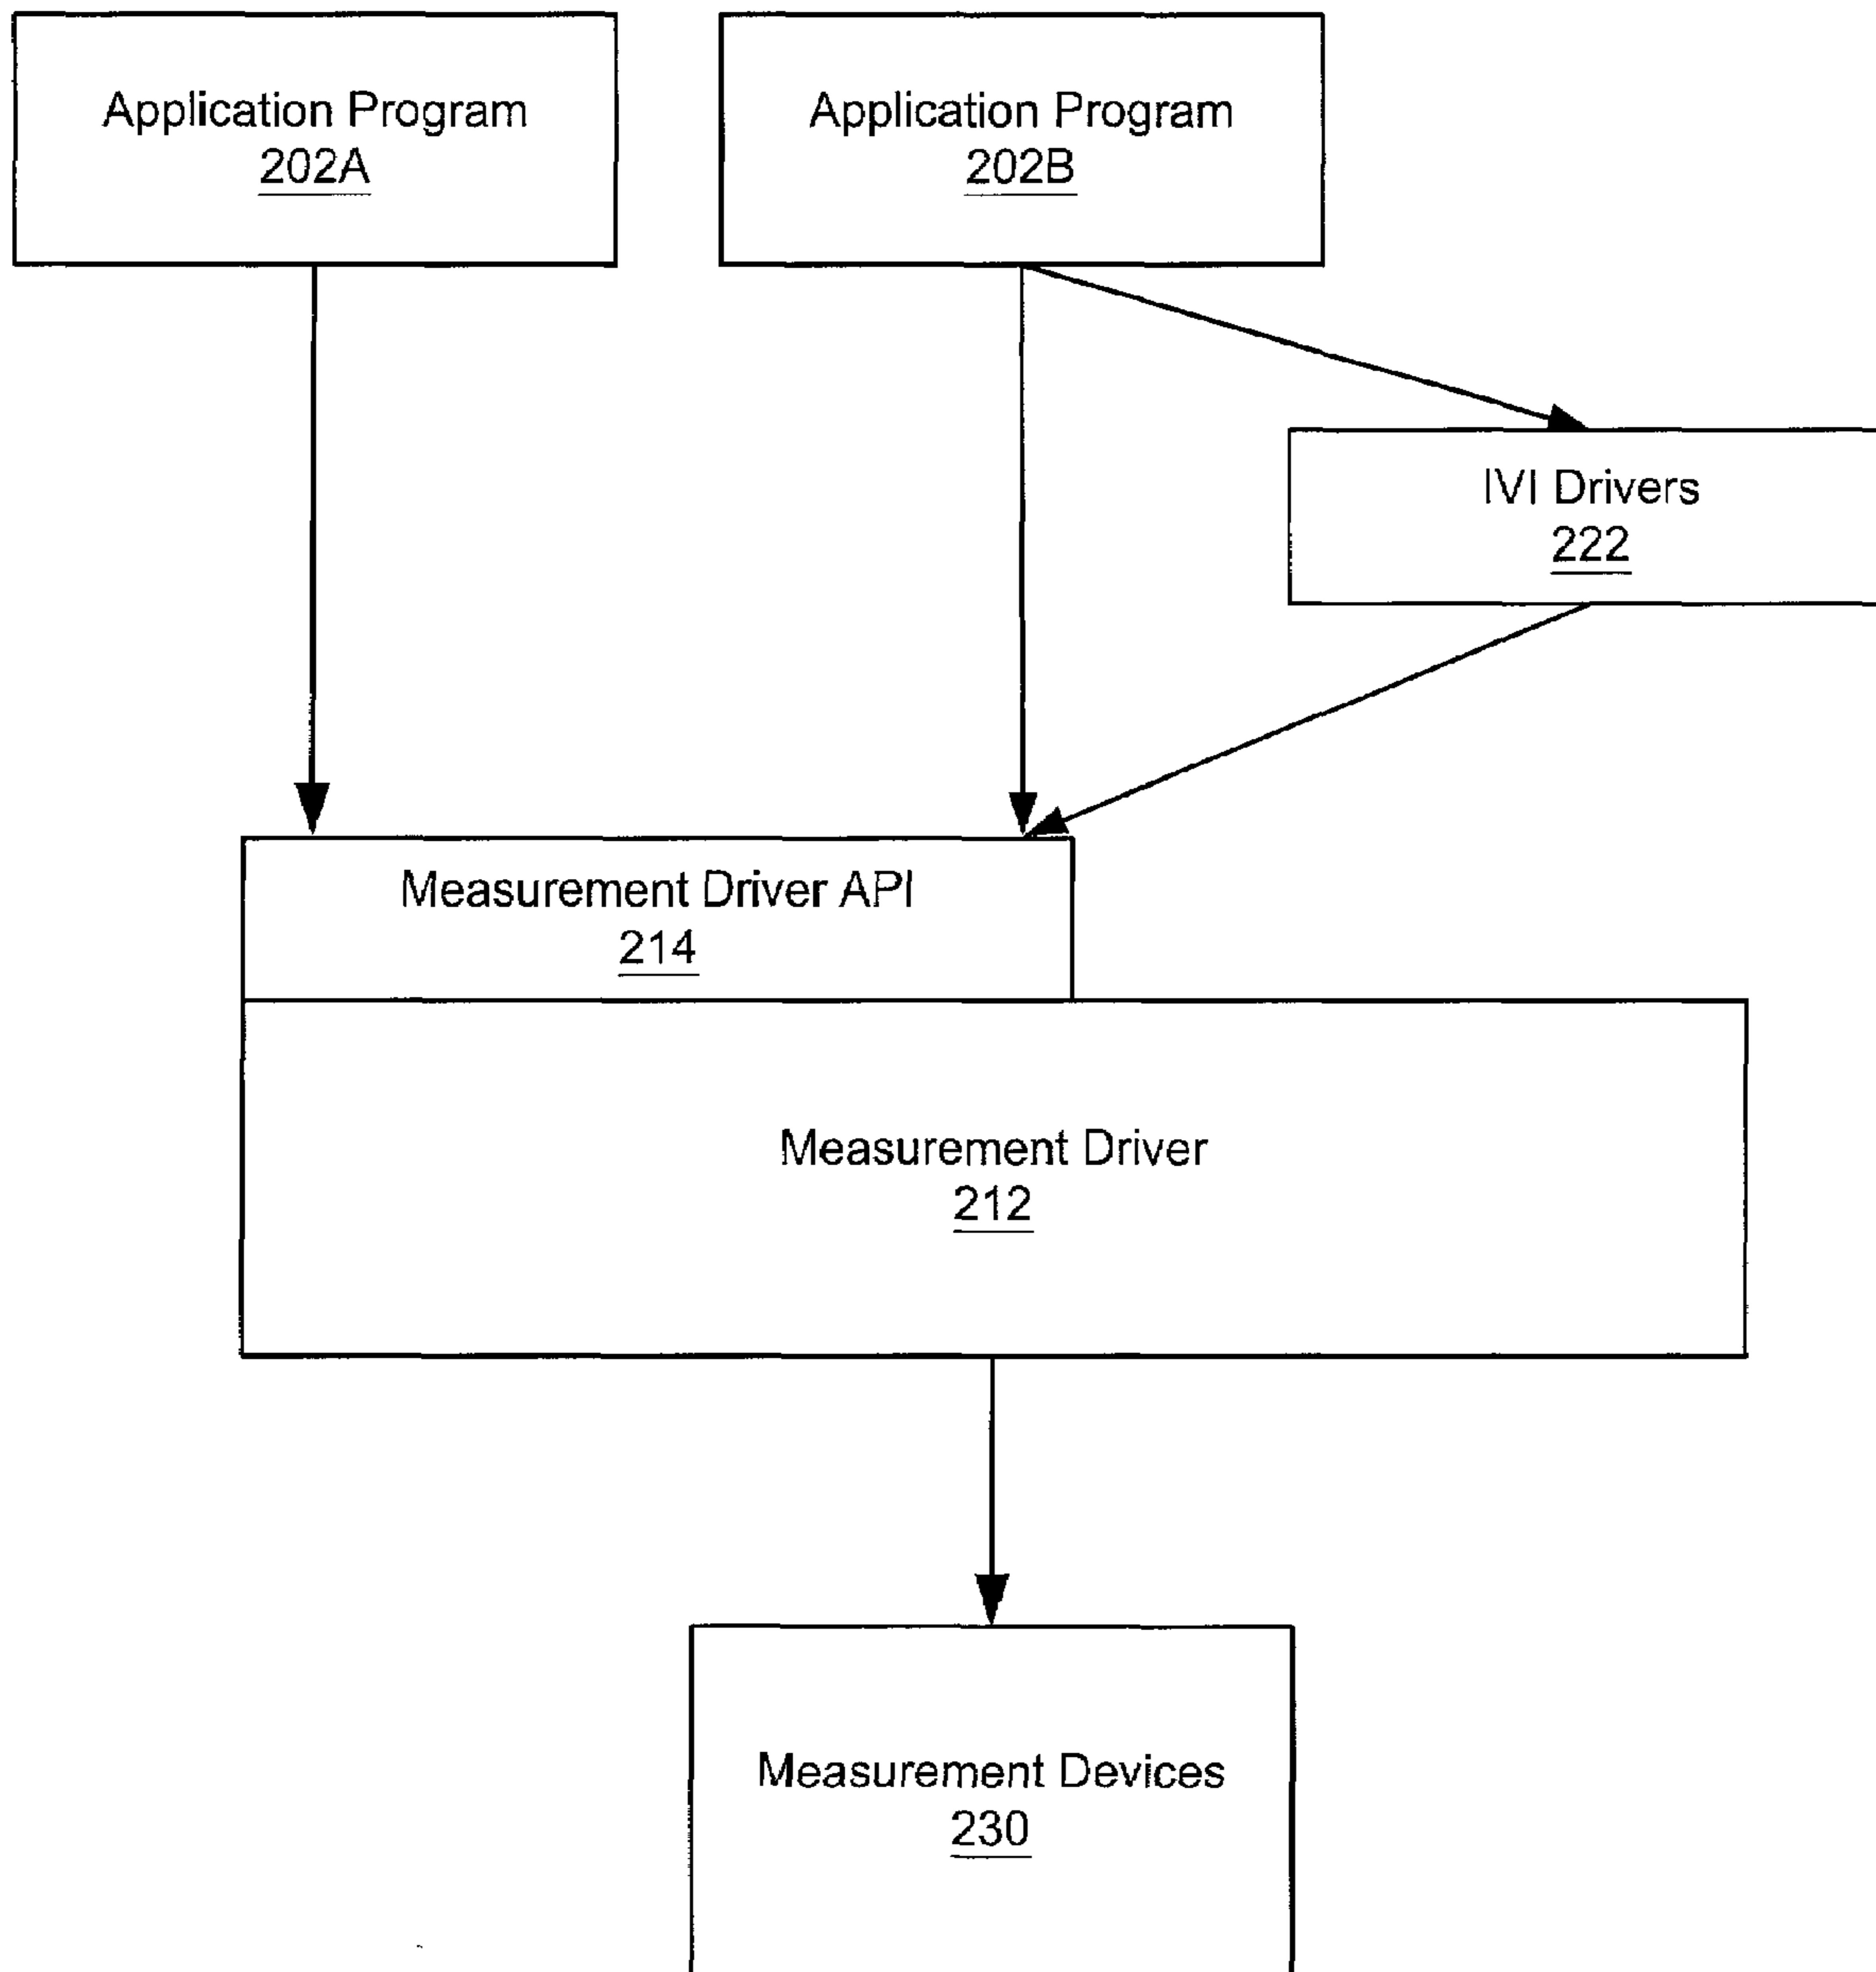 Application Program
202A
Application Program
202B
IVI Drivers
222
Measurement Driver API
214
Measurement Driver
212
Measurement Devices
230